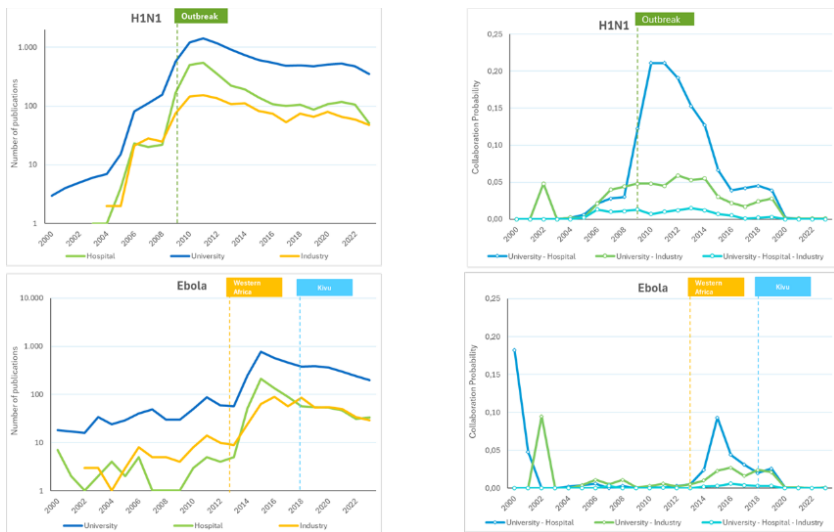 H1N1
Outbreak
Number of publications
1.000
100
10
1
2000
2002
2004
2006
2008
2010
2012
2014
2016
2018
2020
2022
Hospital
University
Industry
H1N1
Outbreak
Collaboration Probability
0,25
0,20
0,15
0,10
0,05
0,00
2000
2002
2004
2006
2008
2010
2012
2014
2016
2018
2020
2022
University - Hospital
University - Industry
University - Hospital - Industry
Ebola
Western
Africa
Kivu
Number of publications
10.000
1.000
100
10
1
2000
2002
2004
2006
2008
2010
2012
2014
2016
2018
2020
2022
University
Hospital
Industry
Ebola
Western
Africa
Kivu
Collaboration Probability
0,25
0,20
0,15
0,10
0,05
0,00
2000
2002
2004
2006
2008
2010
2012
2014
2016
2018
2020
2022
University - Hospital
University - Industry
University - Hospital - Industry